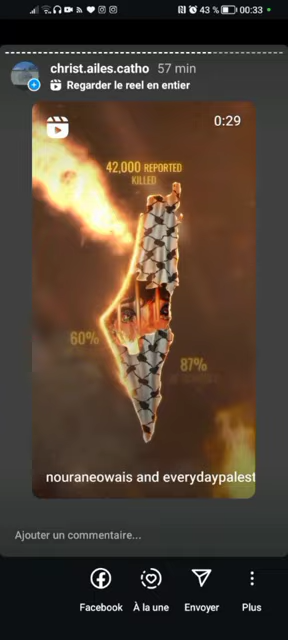 43 % 00:33
christ.ailes.catho 57 min
Regarder le reel en entier
0:29
42,000 REPORTED
KILLED
60%
87%
nouraneowais and everydaypalest
Ajouter un commentaire...
Facebook À la une Envoyer Plus